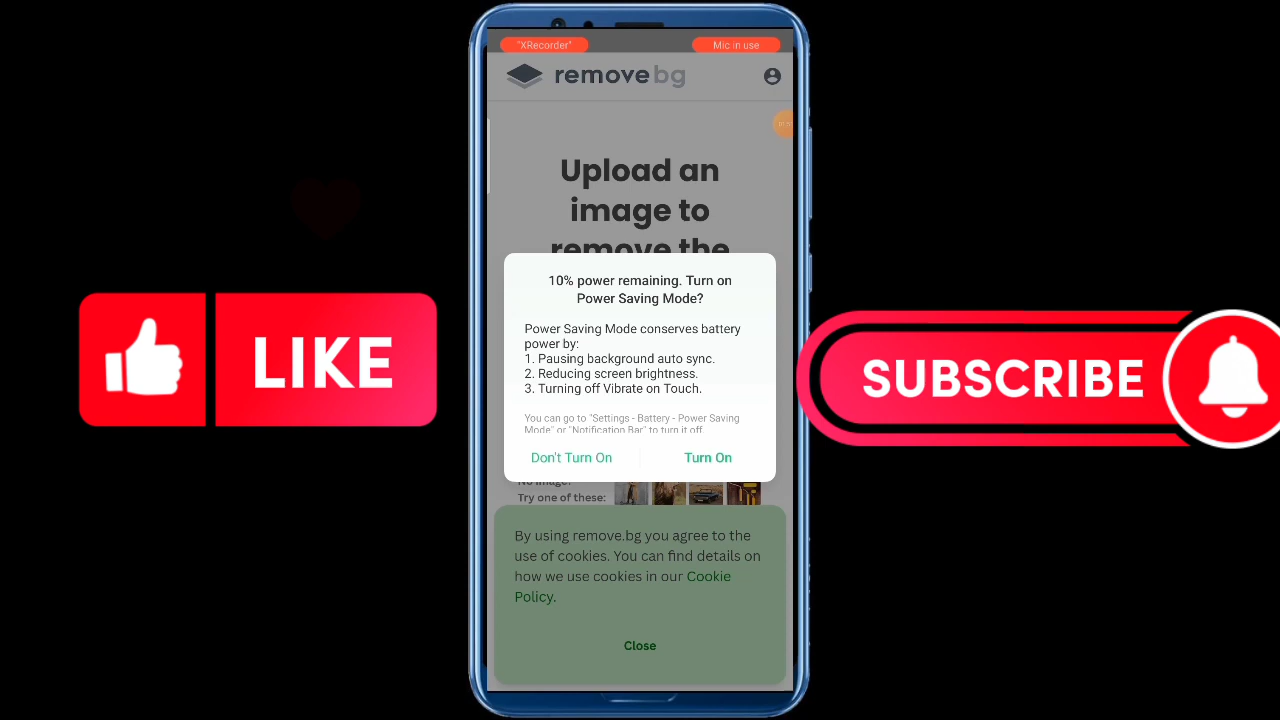 "XRecorder"
Mic in use
remove bg
Upload an
image to
remove the
10% power remaining. Turn on
Power Saving Mode?
Power Saving Mode conserves battery
power by:
1. Pausing background auto sync.
2. Reducing screen brightness.
3. Turning off Vibrate on Touch.
You can go to "Settings - Battery - Power Saving
Mode" or "Notification Bar" to turn it off.
Don't Turn On
Turn On
LIKE
SUBSCRIBE
No image?
Try one of these:
By using remove.bg you agree to the
use of cookies. You can find details on
how we use cookies in our Cookie
Policy.
Close